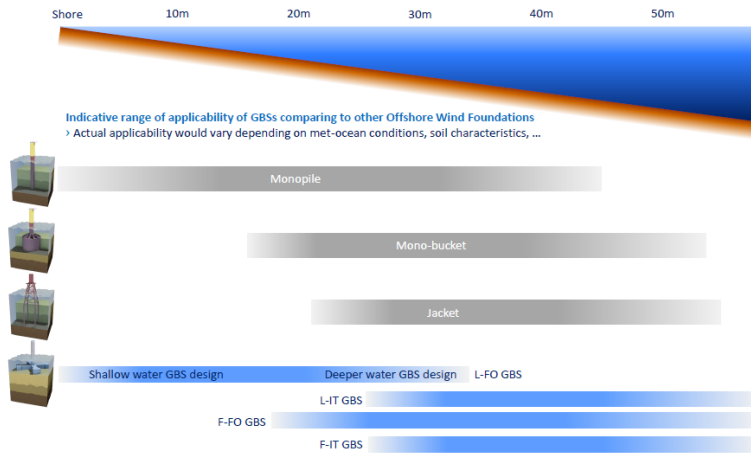 Shore 10m 20m 30m 40m 50m
Indicative range of applicability of GBSs comparing to other Offshore Wind Foundations
› Actual applicability would vary depending on met-ocean conditions, soil characteristics, ...
Monopile
Mono-bucket
Jacket
Shallow water GBS design Deeper water GBS design L-FO GBS
L-IT GBS
F-FO GBS
F-IT GBS